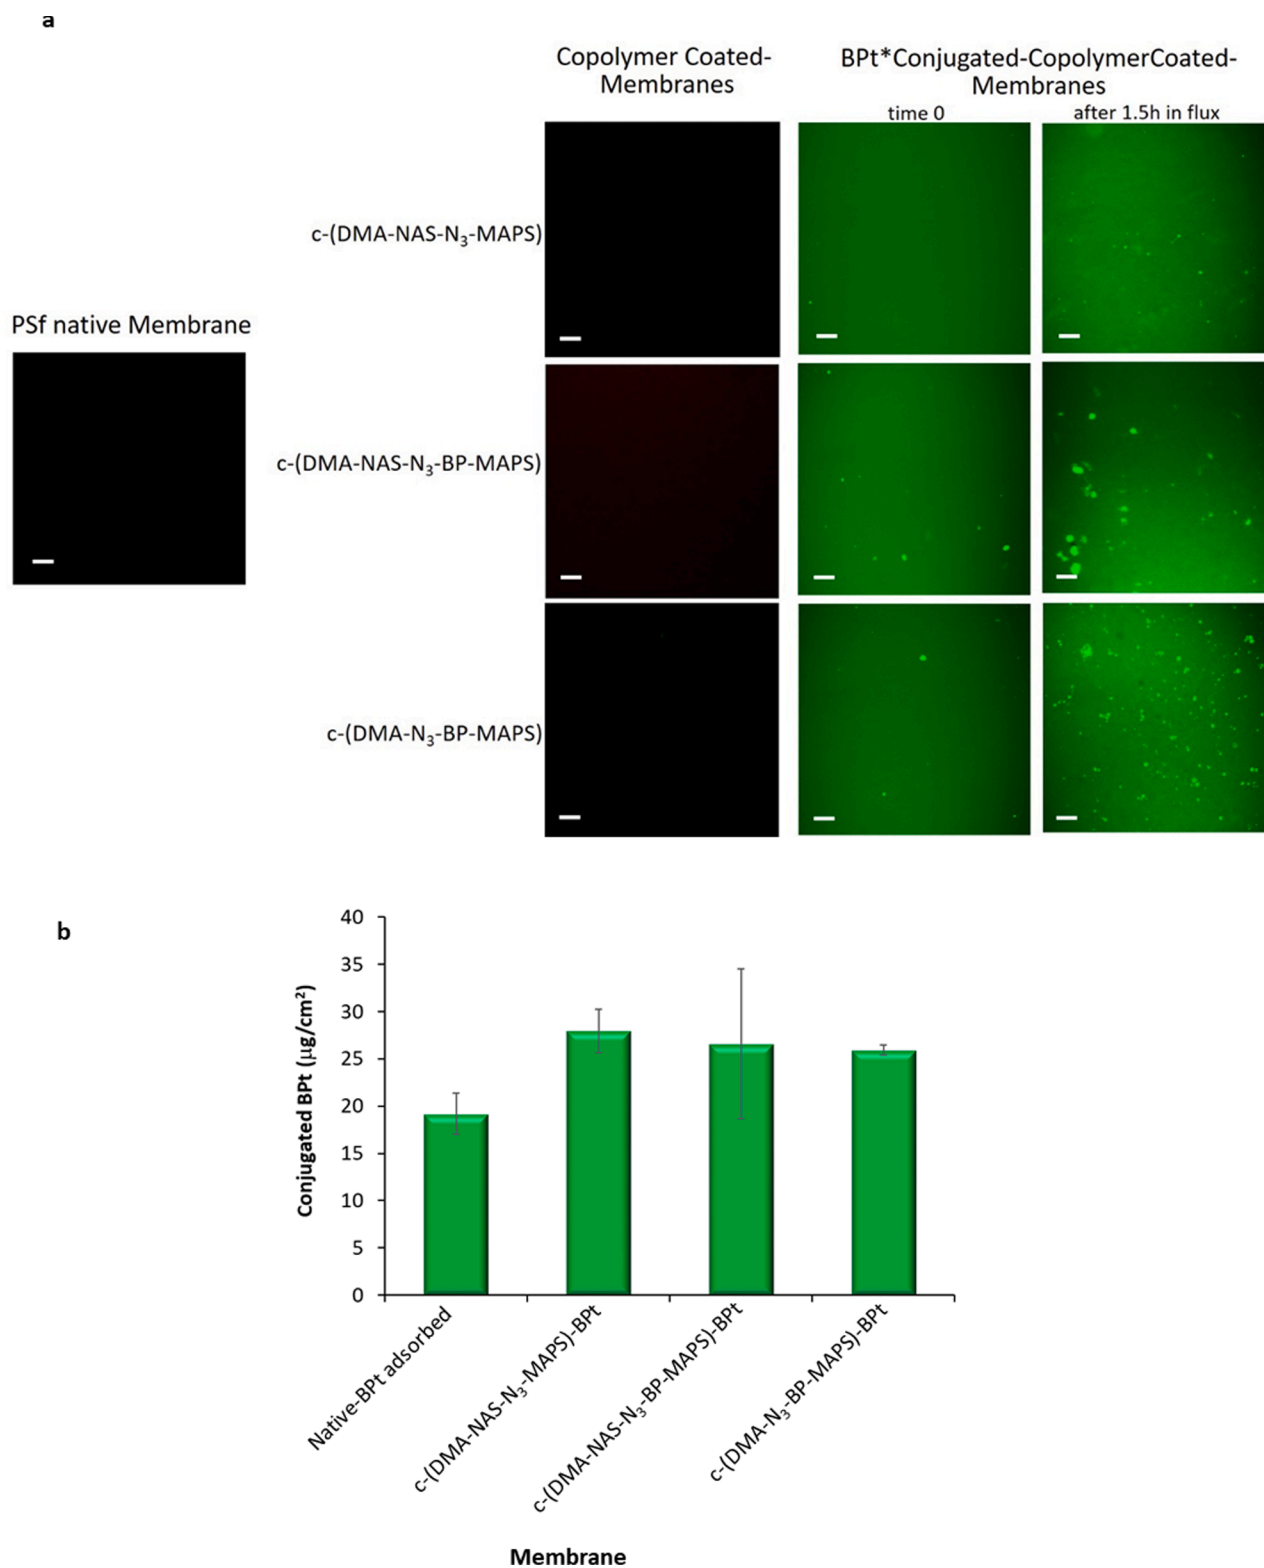 a
Copolymer Coated-
Membranes
BPt*Conjugated-CopolymerCoated-
Membranes
time 0
after 1.5h in flux
c-(DMA-NAS-N₃-MAPS)
PSf native Membrane
c-(DMA-NAS-N₃-BP-MAPS)
c-(DMA-N₃-BP-MAPS)
b
Conjugated BPt (µg/cm²)
40
35
30
25
20
15
10
5
0
Native-BPt adsorbed
c-(DMA-NAS-N₃-MAPS)-BPt
c-(DMA-NAS-N₃-BP-MAPS)-BPt
c-(DMA-N₃-BP-MAPS)-BPt
Membrane